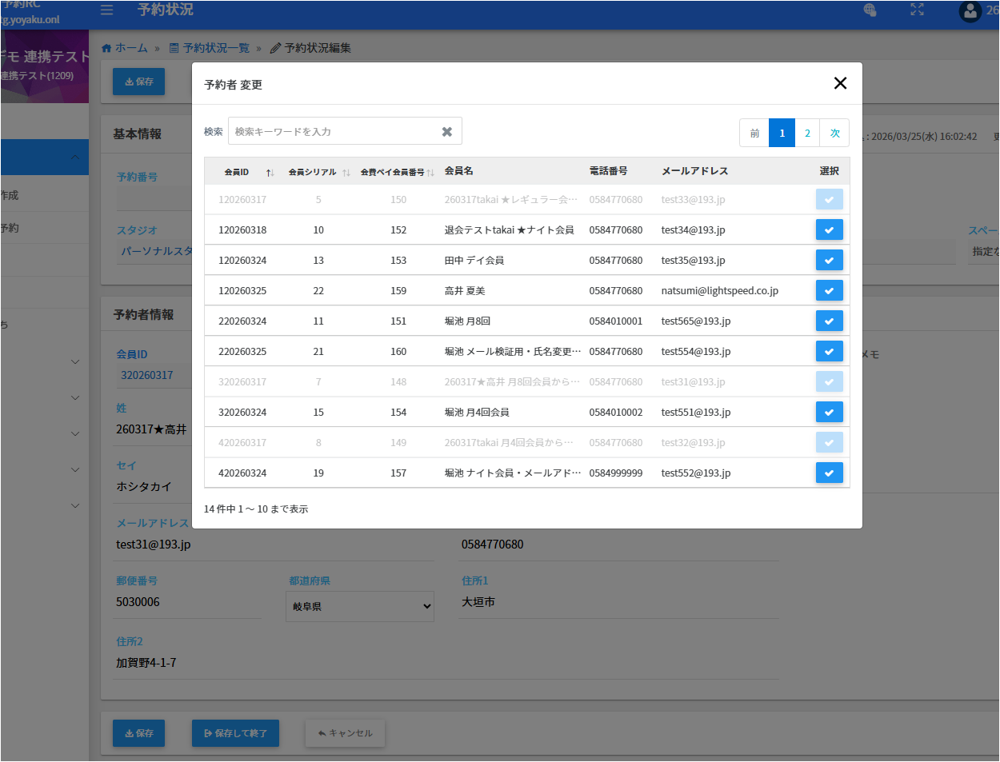 予約RC
tg.yoyaku.onl
予約状況
26
デモ 連携テスト
連携テスト(1209)
ホーム » 予約状況一覧 » 予約状況編集
保存
予約者 変更
基本情報
検索 検索キーワードを入力
前 1 2 次
: 2026/03/25(水) 16:02:42 更
会員ID 会員シリアル 会費ペイ会員番号 会員名 電話番号 メールアドレス 選択
120260317 5 150 260317takai ★レギュラー会… 0584770680 test33@193.jp
120260318 10 152 退会テストtakai ★ナイト会員 0584770680 test34@193.jp
120260324 13 153 田中 デイ会員 0584770680 test35@193.jp
120260325 22 159 高井 夏美 0584770680 natsumi@lightspeed.co.jp
220260324 11 151 堀池 月8回 0584010001 test565@193.jp
220260325 21 160 堀池 メール検証用・氏名変更… 0584770680 test554@193.jp
320260317 7 148 260317★高井 月8回会員から… 0584770680 test31@193.jp
320260324 15 154 堀池 月4回会員 0584010002 test551@193.jp
420260317 8 149 260317takai 月4回会員から… 0584770680 test32@193.jp
420260324 19 157 堀池 ナイト会員・メールアド… 0584999999 test552@193.jp
14 件中 1 ～ 10 まで表示
予約番号
作成
予約
スタジオ
パーソナルスタ
スペー
指定な
予約者情報
ち
会員ID
320260317
メモ
姓
260317★高井
セイ
ホシタカイ
メールアドレス
test31@193.jp
0584770680
郵便番号 都道府県 住所1
5030006 岐阜県 大垣市
住所2
加賀野4-1-7
保存 保存して終了 キャンセル